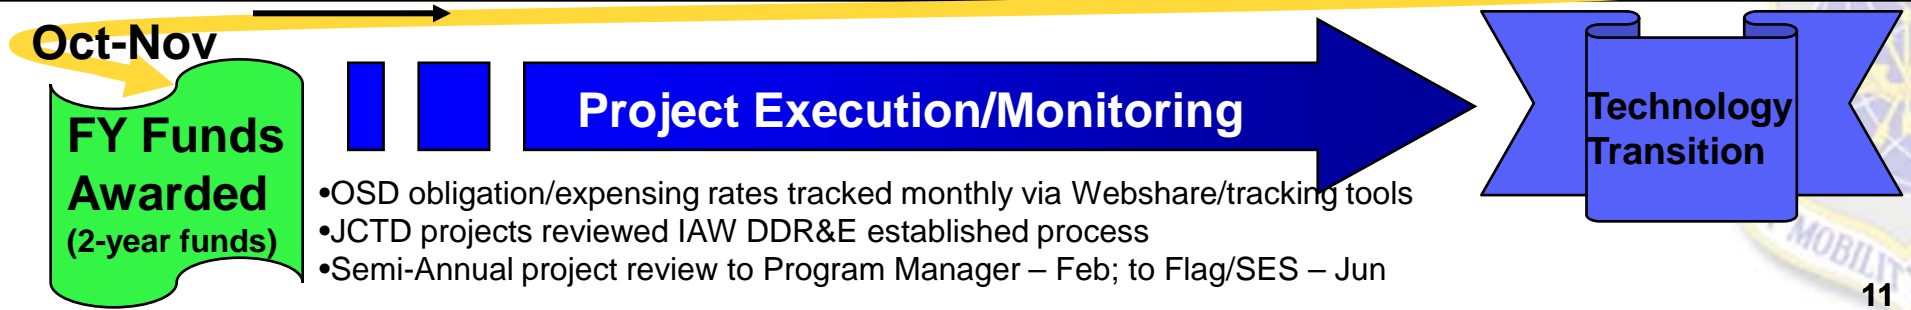 Oct-Nov
FY Funds
Awarded
(2-year funds)
Project Execution/Monitoring
•OSD obligation/expensing rates tracked monthly via Webshare/tracking tools
•JCTD projects reviewed IAW DDR&E established process
•Semi-Annual project review to Program Manager – Feb; to Flag/SES – Jun
Technology
Transition
MOBILIT
11